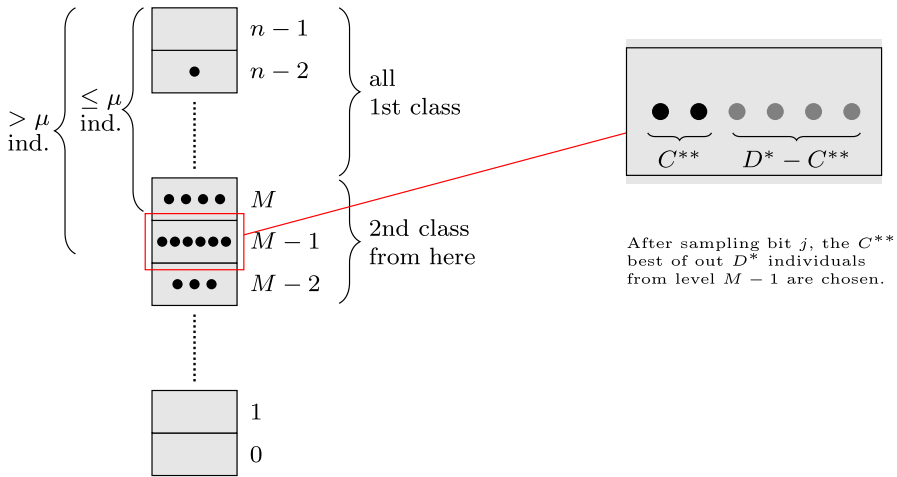 n − 1
n − 2
all
1st class
> μ
ind.
≤ μ
ind.
M
M − 1
M − 2
2nd class
from here
1
0
C** D* − C**
After sampling bit j, the C**
best of out D* individuals
from level M − 1 are chosen.